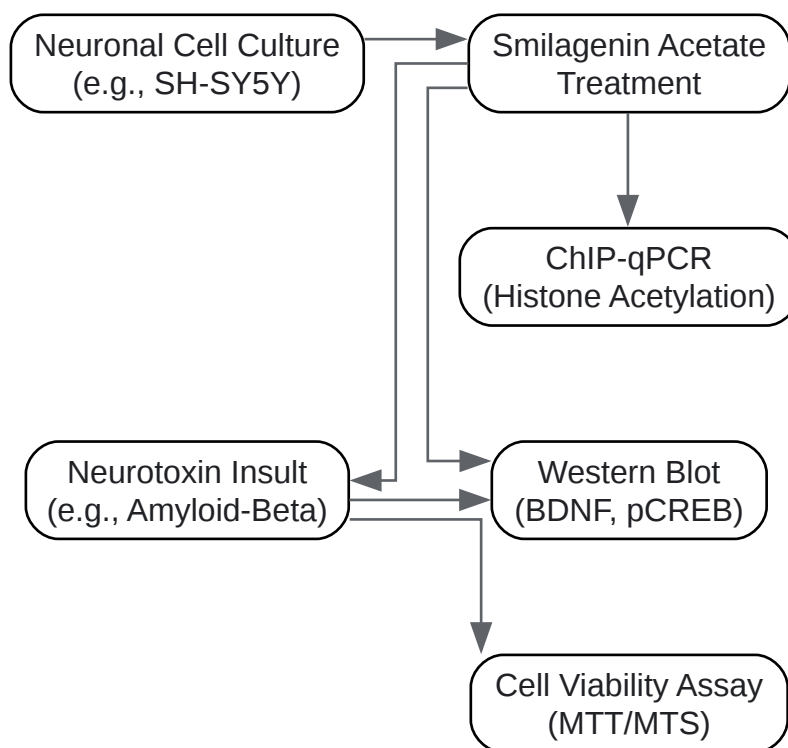 Neuronal Cell Culture
(e.g., SH-SY5Y)
Smilagenin Acetate
Treatment
ChIP-qPCR
(Histone Acetylation)
Neurotoxin Insult
(e.g., Amyloid-Beta)
Western Blot
(BDNF, pCREB)
Cell Viability Assay
(MTT/MTS)